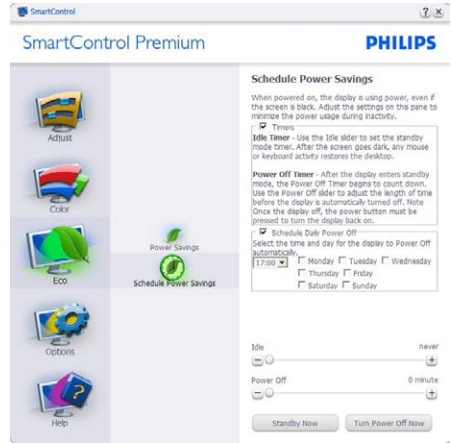 SmartControl
? ×
SmartControl Premium
PHILIPS
Adjust
Color
Eco
Options
Help
Power Savings
Schedule Power Savings
Schedule Power Savings
When powered on, the display is using power, even if
the screen is black. Adjust the settings on this pane to
minimize the power usage during inactivity.
Timers
Idle Timer - Use the Idle slider to set the standby
mode timer. After the screen goes dark, any mouse
or keyboard activity restores the desktop.
Power Off Timer - After the display enters standby
mode, the Power Off Timer begins to count down.
Use the Power Off slider to adjust the length of time
before the display is automatically turned off. Note
Once the display off, the power button must be
pressed to turn the display back on.
Schedule Daily Power Off
Select the time and day for the display to Power Off
automatically.
17:00 Monday Tuesday Wednesday
Thursday Friday
Saturday Sunday
Idle never
Power Off 0 minute
Standby Now Turn Power Off Now